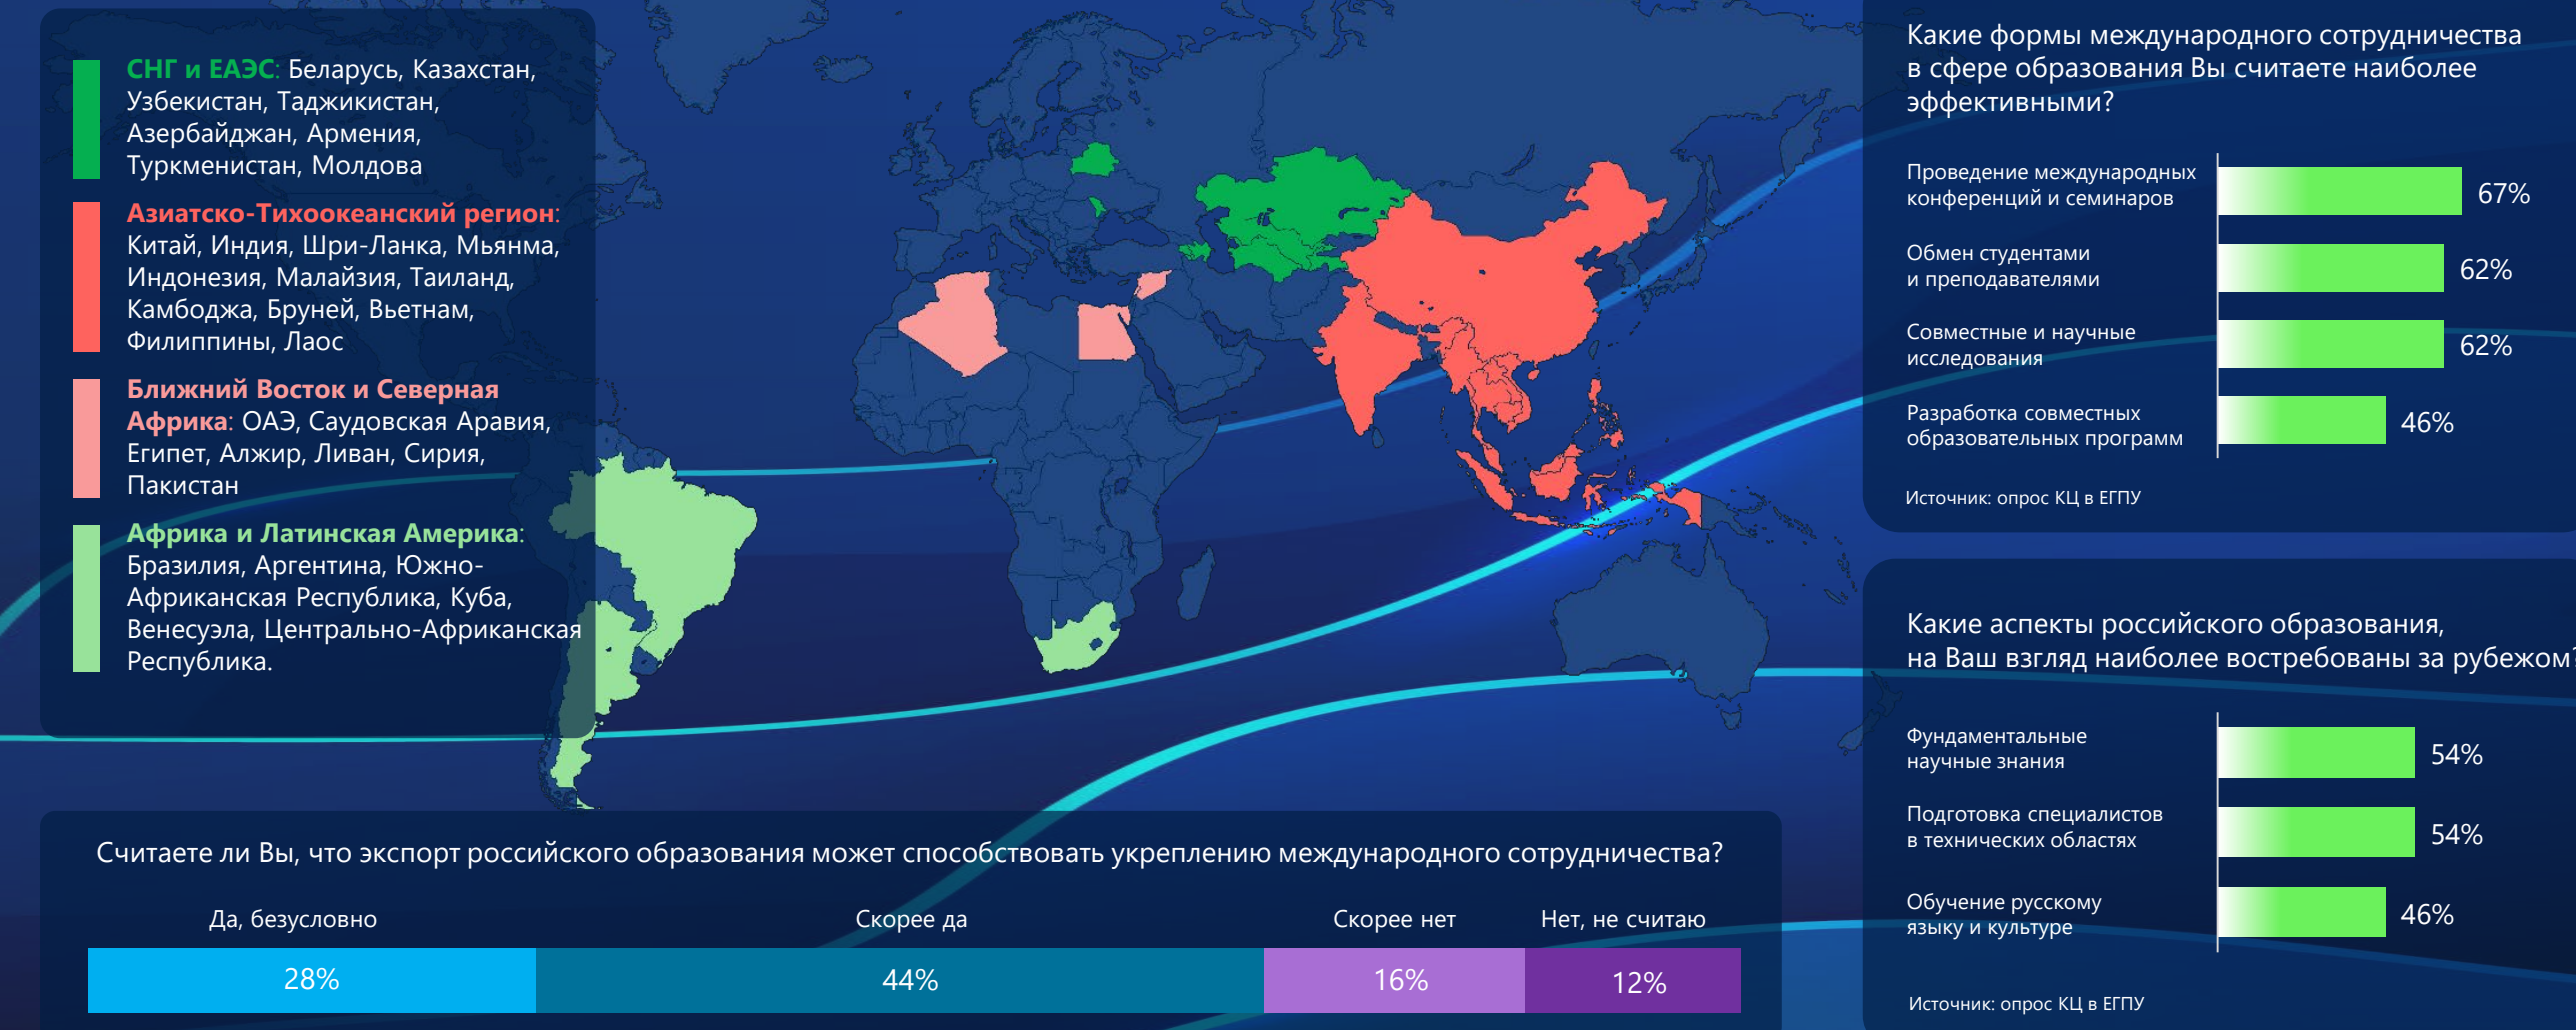 СНГ и ЕАЭС: Беларусь, Казахстан,
Узбекистан, Таджикистан,
Азербайджан, Армения,
Туркменистан, Молдова
Азиатско-Тихоокеанский регион:
Китай, Индия, Шри-Ланка, Мьянма,
Индонезия, Малайзия, Таиланд,
Камбоджа, Бруней, Вьетнам,
Филиппины, Лаос
Ближний Восток и Северная
Африка: ОАЭ, Саудовская Аравия,
Египет, Алжир, Ливан, Сирия,
Пакистан
Африка и Латинская Америка:
Бразилия, Аргентина, Южно-
Африканская Республика, Куба,
Венесуэла, Центрально-Африканская
Республика.
Считаете ли Вы, что экспорт российского образования может способствовать укреплению международного сотрудничества?
Да, безусловно
Скорее да
Скорее нет
Нет, не считаю
28%
44%
16%
12%
Какие формы международного сотрудничества
в сфере образования Вы считаете наиболее
эффективными?
Проведение международных
конференций и семинаров
67%
Обмен студентами
и преподавателями
62%
Совместные и научные
исследования
62%
Разработка совместных
образовательных программ
46%
Источник: опрос КЦ в ЕГПУ
Какие аспекты российского образования,
на Ваш взгляд наиболее востребованы за рубежом?
Фундаментальные
научные знания
54%
Подготовка специалистов
в технических областях
54%
Обучение русскому
языку и культуре
46%
Источник: опрос КЦ в ЕГПУ